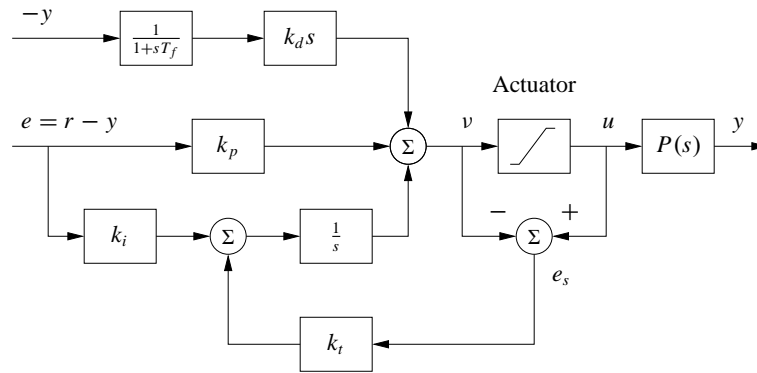 −y
1/(1+sT_f)
k_d s
Actuator
e = r − y
k_p
Σ
ν
u
P(s)
y
− +
k_i
Σ
1/s
Σ
e_s
k_t